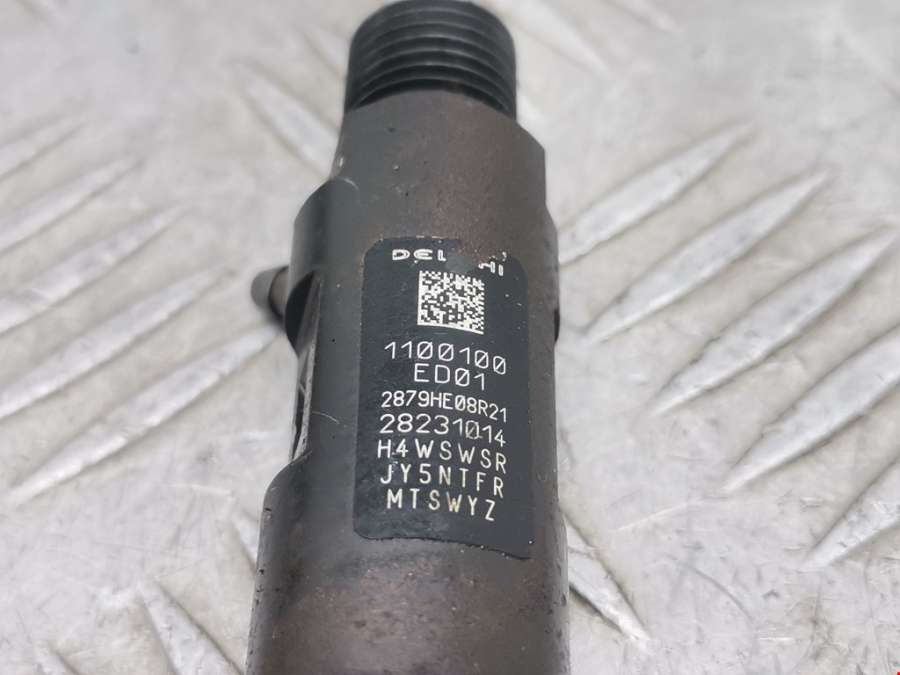 1100100
ED01
2879HE08R21
28231014
H4WSWSR
JY5NTFR
MTSWYZ